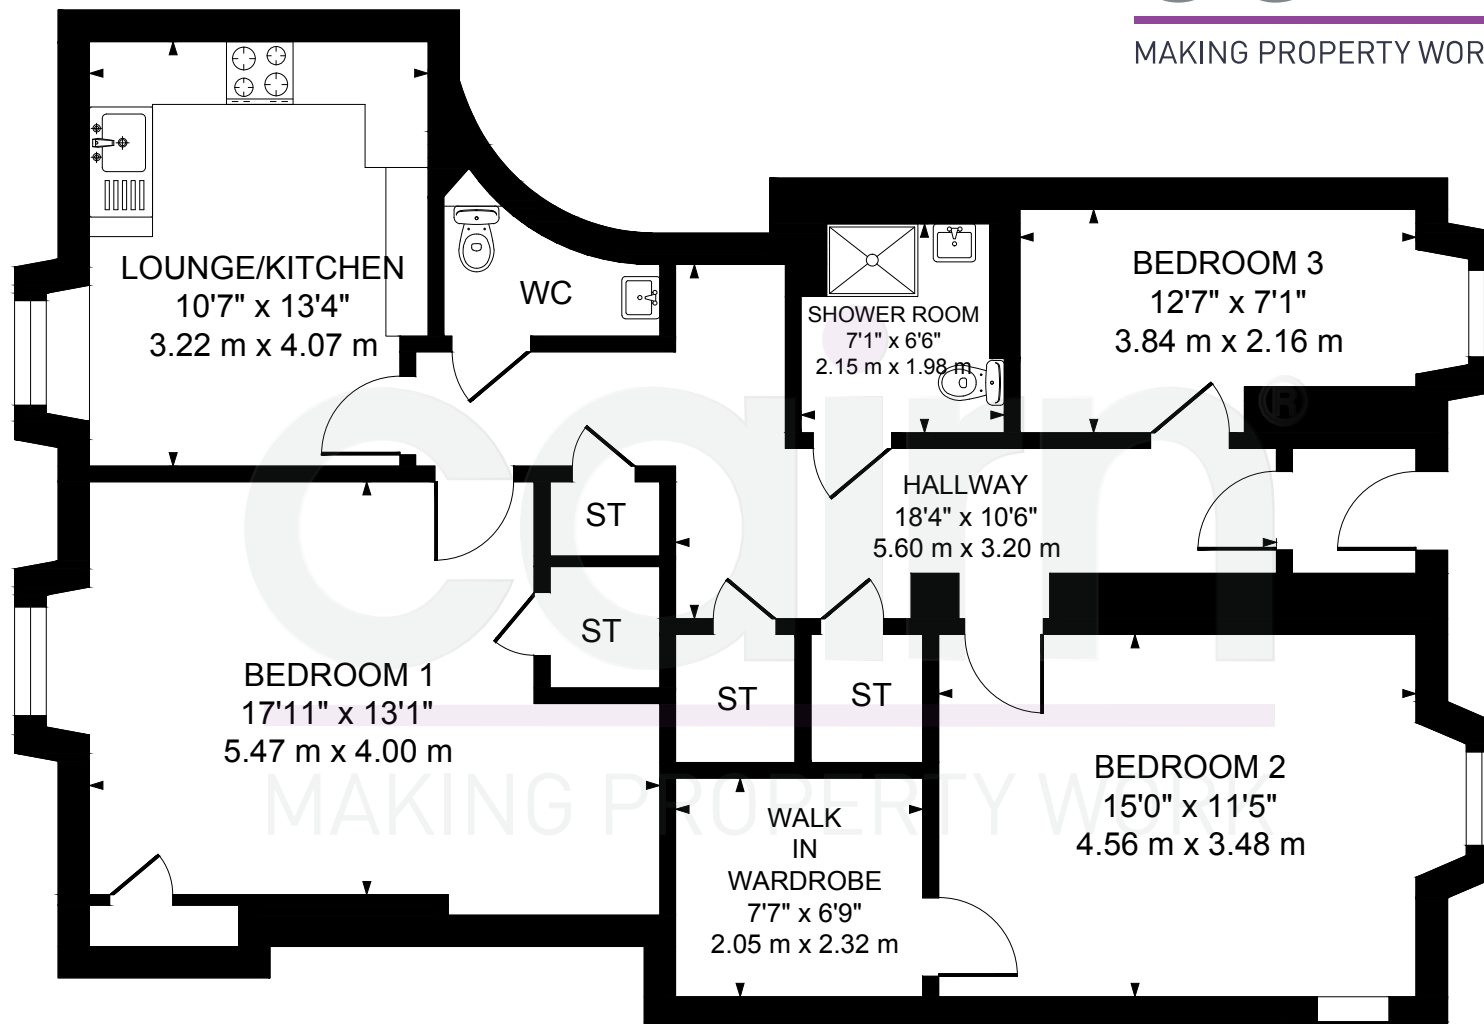 MAKING PROPERTY WOR
LOUNGE/KITCHEN
10'7" x 13'4"
3.22 m x 4.07 m
WC
SHOWER ROOM
7'1" x 6'6"
2.15 m x 1.98 m
BEDROOM 3
12'7" x 7'1"
3.84 m x 2.16 m
HALLWAY
18'4" x 10'6"
5.60 m x 3.20 m
ST
ST
ST
ST
BEDROOM 1
17'11" x 13'1"
5.47 m x 4.00 m
BEDROOM 2
15'0" x 11'5"
4.56 m x 3.48 m
WALK
IN
WARDROBE
7'7" x 6'9"
2.05 m x 2.32 m
cairn®
MAKING PROPERTY WORK